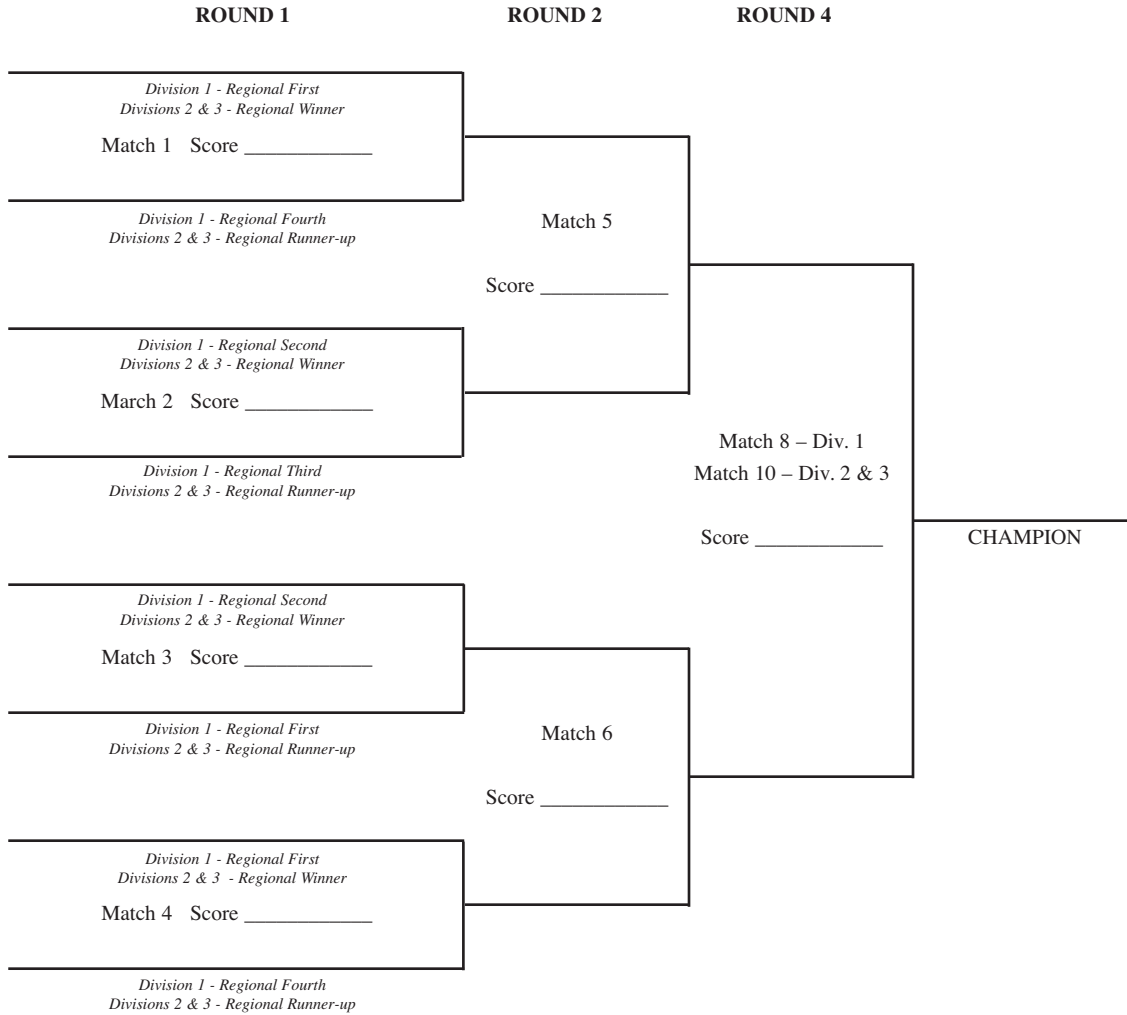 ROUND 1 ROUND 2 ROUND 4
Division 1 - Regional First
Divisions 2 & 3 - Regional Winner
Match 1 Score ____________
Division 1 - Regional Fourth
Divisions 2 & 3 - Regional Runner-up
Match 5
Score ____________
Division 1 - Regional Second
Divisions 2 & 3 - Regional Winner
March 2 Score ____________
Division 1 - Regional Third
Divisions 2 & 3 - Regional Runner-up
Match 8 – Div. 1
Match 10 – Div. 2 & 3
Score ____________
CHAMPION
Division 1 - Regional Second
Divisions 2 & 3 - Regional Winner
Match 3 Score ____________
Division 1 - Regional First
Divisions 2 & 3 - Regional Runner-up
Match 6
Score ____________
Division 1 - Regional First
Divisions 2 & 3 - Regional Winner
Match 4 Score ____________
Division 1 - Regional Fourth
Divisions 2 & 3 - Regional Runner-up